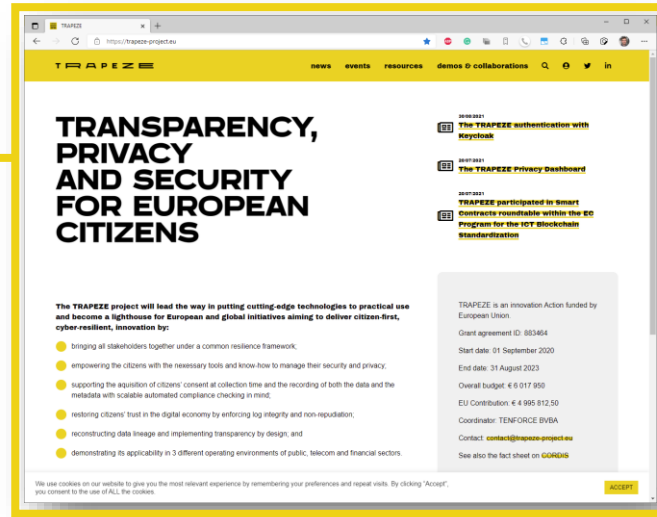 TRAPEZE
https://trapeze-project.eu
TRAPEZE
news events resources demos & collaborations
TRANSPARENCY,
PRIVACY
AND SECURITY
FOR EUROPEAN
CITIZENS
The TRAPEZE authentication with
Keycloak
20/07/2021
The TRAPEZE Privacy Dashboard
20/07/2021
TRAPEZE participated in Smart
Contracts roundtable within the EC
Program for the ICT Blockchain
Standardization
The TRAPEZE project will lead the way in putting cutting-edge technologies to practical use
and become a lighthouse for European and global initiatives aiming to deliver citizen-first,
cyber-resilient, innovation by:
bringing all stakeholders together under a common resilience framework;
empowering the citizens with the nexessary tools and know-how to manage their security and privacy;
supporting the aquisition of citizens' consent at collection time and the recording of both the data and the
metadata with scalable automated compliance checking in mind;
restoring citizens' trust in the digital economy by enforcing log integrity and non-repudiation;
reconstructing data lineage and implementing transparency by design; and
demonstrating its applicability in 3 different operating environments of public, telecom and financial sectors.
TRAPEZE is an innovation Action funded by
European Union.
Grant agreement ID: 883464
Start date: 01 September 2020
End date: 31 August 2023
Overall budget: € 6 017 950
EU Contribution: € 4 995 812,50
Coordinator: TENFORCE BVBA
Contact: contact@trapeze-project.eu
See also the fact sheet on CORDIS
We use cookies on our website to give you the most relevant experience by remembering your preferences and repeat visits. By clicking "Accept",
you consent to the use of ALL the cookies.
ACCEPT